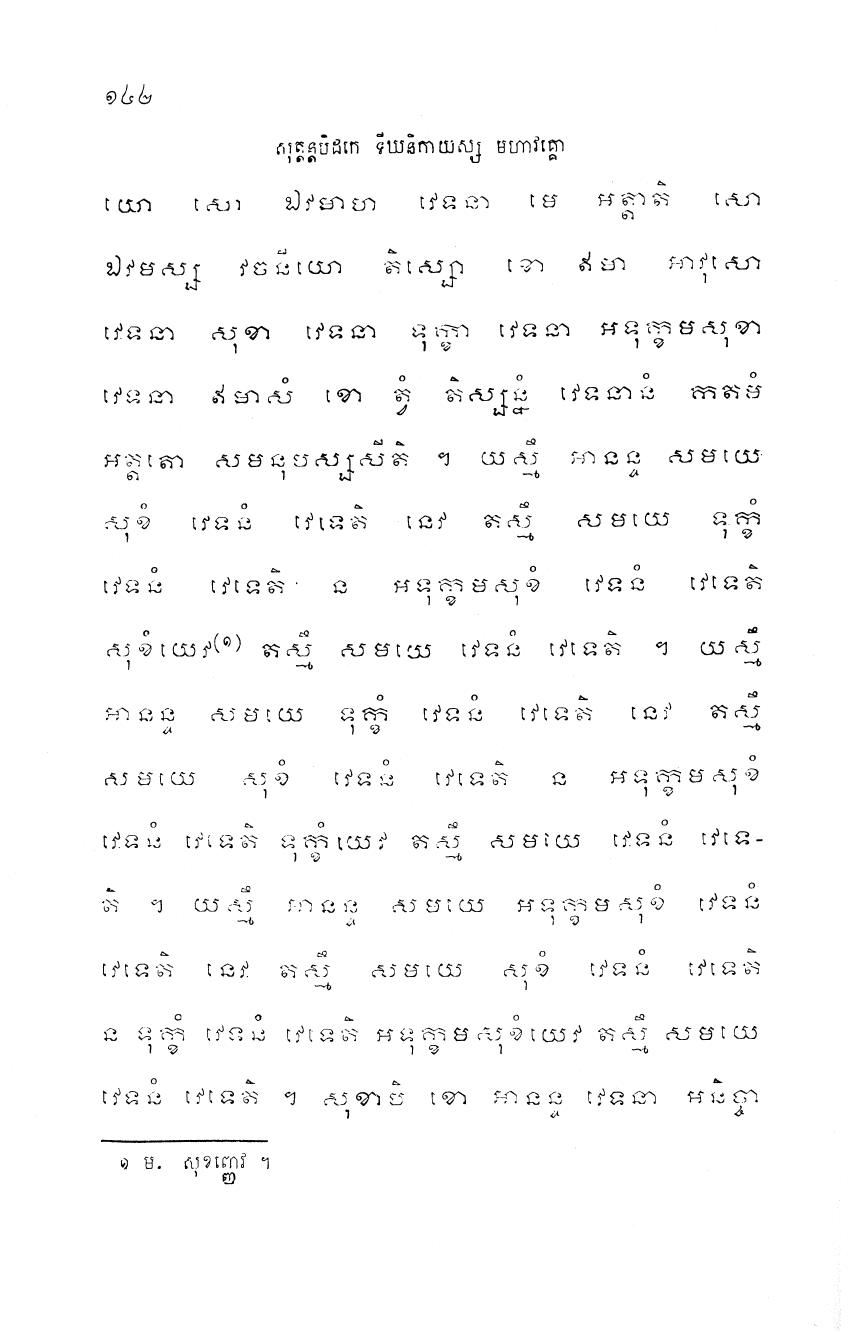 ១៤២
សុត្តន្តបិដកេ ទីឃនិកាយស្ស មហាវគ្គោ
យោ សោ ឯវមាហ វេទនា មេ អត្តាតិ សោ
ឯវមស្ស វចនីយោ តិស្សោ ខោ ឥមា អាវុសោ
វេទនា សុខា វេទនា ទុក្ខា វេទនា អទុក្ខមសុខា
វេទនា ឥមាសំ ខោ ត្វំ តិស្សន្នំ វេទនានំ កតមំ
អត្តតោ សមនុបស្សសីតិ ។ យស្មឹ អានន្ទ សមយេ
សុខំ វេទនំ វេទេតិ នេវ តស្មឹ សមយេ ទុក្ខំ
វេទនំ វេទេតិ ន អទុក្ខមសុខំ វេទនំ វេទេតិ
សុខំយេវ(១) តស្មឹ សមយេ វេទនំ វេទេតិ ។ យស្មឹ
អានន្ទ សមយេ ទុក្ខំ វេទនំ វេទេតិ នេវ តស្មឹ
សមយេ សុខំ វេទនំ វេទេតិ ន អទុក្ខមសុខំ
វេទនំ វេទេតិ ទុក្ខំយេវ តស្មឹ សមយេ វេទនំ វេទេ-
តិ ។ យស្មឹ អានន្ទ សមយេ អទុក្ខមសុខំ វេទនំ
វេទេតិ នេវ តស្មឹ សមយេ សុខំ វេទនំ វេទេតិ
ន ទុក្ខំ វេទនំ វេទេតិ អទុក្ខមសុខំយេវ តស្មឹ សមយេ
វេទនំ វេទេតិ ។ សុខាបិ ខោ អានន្ទ វេទនា អនិច្ចា
១ ម. សុខញ្ញេវ ។